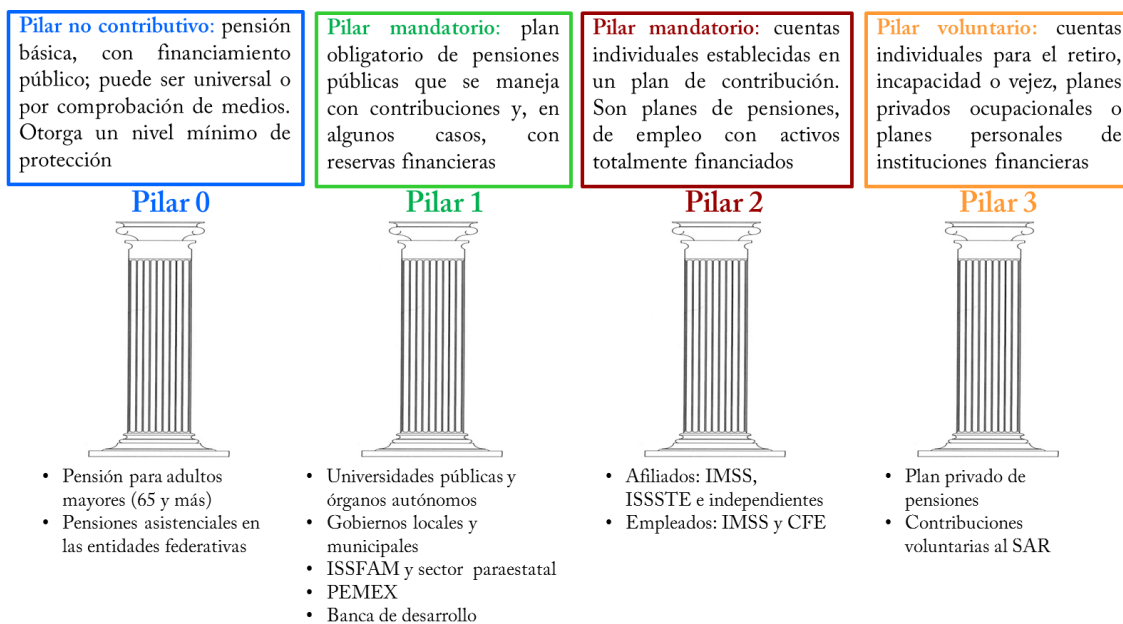 Pilar no contributivo: pensión
básica, con financiamiento
público; puede ser universal o
por comprobación de medios.
Otorga un nivel mínimo de
protección
Pilar mandatorio: plan
obligatorio de pensiones
públicas que se maneja
con contribuciones y, en
algunos casos, con
reservas financieras
Pilar mandatorio: cuentas
individuales establecidas en
un plan de contribución.
Son planes de pensiones,
de empleo con activos
totalmente financiados
Pilar voluntario: cuentas
individuales para el retiro,
incapacidad o vejez, planes
privados ocupacionales o
planes personales de
instituciones financieras
Pilar 0
Pilar 1
Pilar 2
Pilar 3
• Pensión para adultos
mayores (65 y más)
• Pensiones asistenciales en
las entidades federativas
• Universidades públicas y
órganos autónomos
• Gobiernos locales y
municipales
• ISSFAM y sector paraestatal
• PEMEX
• Banca de desarrollo
• Afiliados: IMSS,
ISSSTE e independientes
• Empleados: IMSS y CFE
• Plan privado de
pensiones
• Contribuciones
voluntarias al SAR